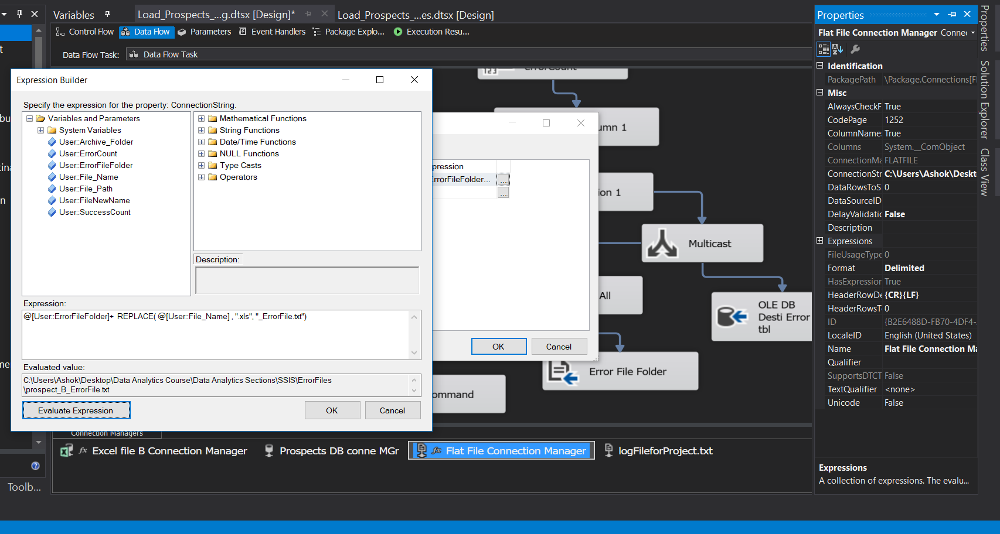 Variables
Load_Prospects_...g.dtsx [Design]*
Load_Prospects_...es.dtsx [Design]
Control Flow
Data Flow
Parameters
Event Handlers
Package Explo...
Execution Resu...
Data Flow Task:
Data Flow Task
Expression Builder
Specify the expression for the property: ConnectionString.
Variables and Parameters
System Variables
User::Archive_Folder
User::ErrorCount
User::ErrorFileFolder
User::File_Name
User::File_Path
User::FileNewName
User::SuccessCount
Mathematical Functions
String Functions
Date/Time Functions
NULL Functions
Type Casts
Operators
Description:
Expression:
@[User::ErrorFileFolder]+ REPLACE( @[User::File_Name] , ".xls", "_ErrorFile.txt")
Evaluated value:
C:\Users\Ashok\Desktop\Data Analytics Course\Data Analytics Sections\SSIS\ErrorFiles
\prospect_B_ErrorFile.txt
Evaluate Expression
OK
Cancel
pression
ErrorFileFolder...
...
...
OK
Cancel
ErrorCount
umn 1
ion 1
Multicast
All
OLE DB
Desti Error
tbl
Error File Folder
ommand
Connection Managers
Excel file B Connection Manager
Prospects DB conne MGr
Flat File Connection Manager
logFileforProject.txt
Toolb...
t
bu
tina
n
me
Properties
Flat File Connection Manager Connec
Identification
PackagePath \Package.Connections[Fl
Misc
AlwaysCheckF True
CodePage 1252
ColumnName: True
Columns System.__ComObject
ConnectionMa FLATFILE
ConnectionStr C:\Users\Ashok\Deskto
DataRowsToS 0
DataSourceID
DelayValidatic False
Description
Expressions
FileUsageType 0
Format Delimited
HasExpression True
HeaderRowDe {CR}{LF}
HeaderRowsT 0
ID {B2E6488D-FB70-4DF4-.
LocaleID English (United States)
Name Flat File Connection Ma
Qualifier
SupportsDTCT False
TextQualifier <none>
Unicode False
Expressions
A collection of expressions. The evalu...
Properties
Solution Explorer
Class View